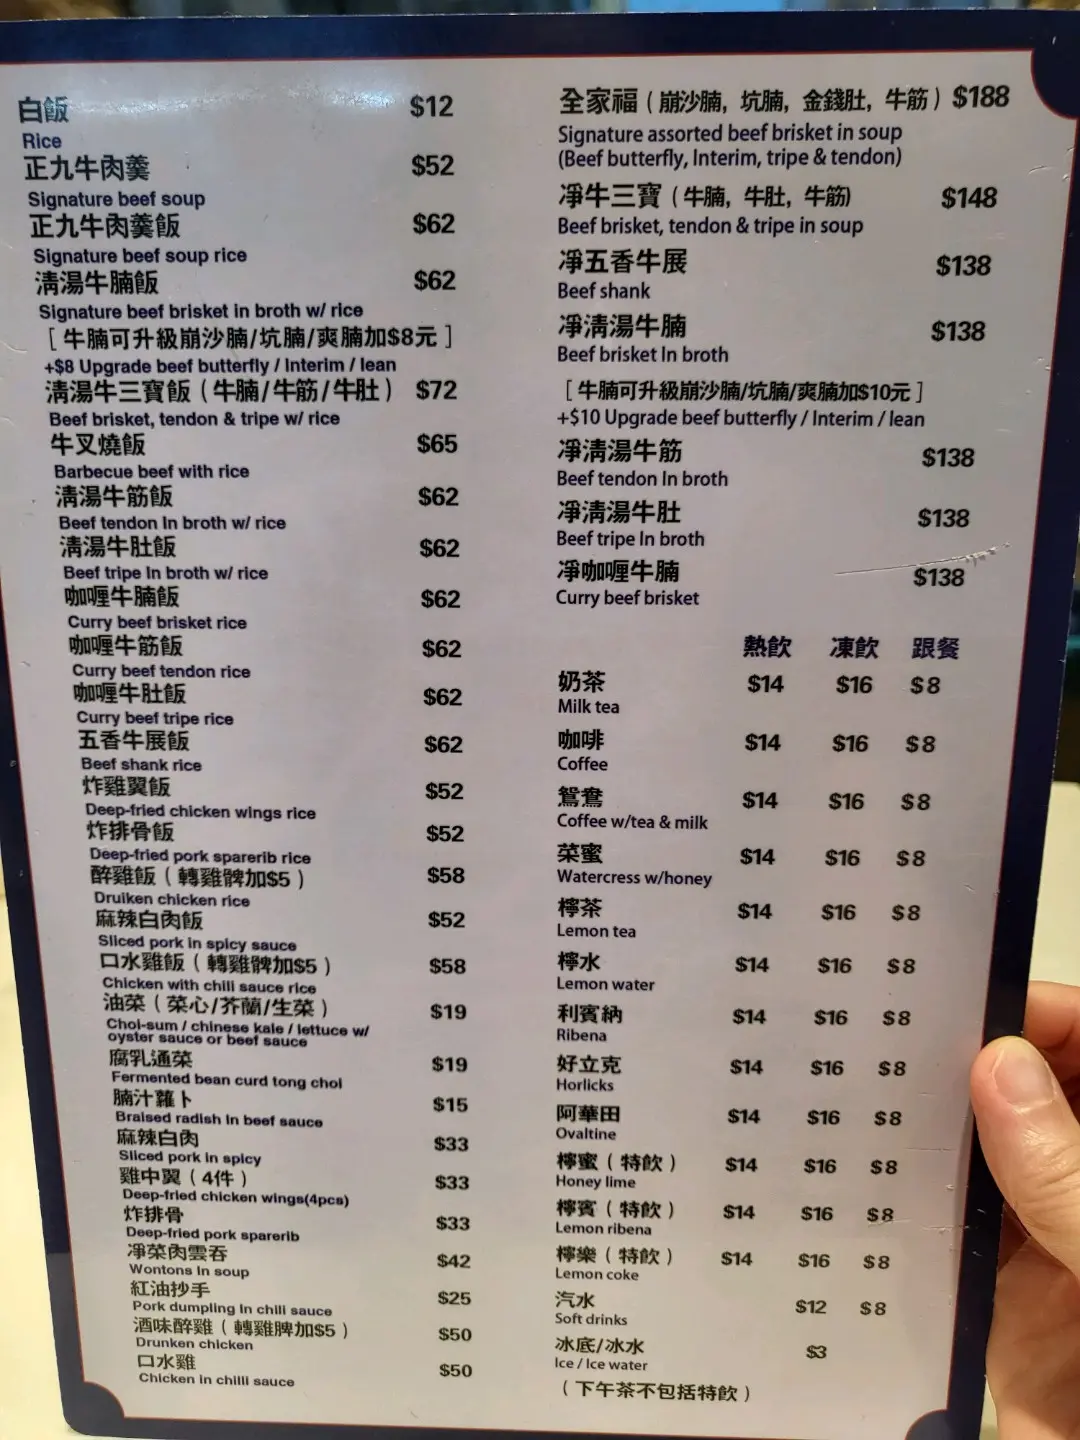 白飯 $12
Rice
正九牛肉羹 $52
Signature beef soup
正九牛肉羹飯 $62
Signature beef soup rice
清湯牛腩飯 $62
Signature beef brisket in broth w/ rice
[ 牛腩可升級崩沙腩/坑腩/爽腩加$8元 ]
+$8 Upgrade beef butterfly / Interim / lean
清湯牛三寶飯 ( 牛腩/牛筋/牛肚 ) $72
Beef brisket, tendon & tripe w/ rice
牛叉燒飯 $65
Barbecue beef with rice
清湯牛筋飯 $62
Beef tendon In broth w/ rice
清湯牛肚飯 $62
Beef tripe In broth w/ rice
咖喱牛腩飯 $62
Curry beef brisket rice
咖喱牛筋飯 $62
Curry beef tendon rice
咖喱牛肚飯 $62
Curry beef tripe rice
五香牛展飯 $62
Beef shank rice
炸雞翼飯 $52
Deep-fried chicken wings rice
炸排骨飯 $52
Deep-fried pork sparerib rice
醉雞飯 ( 轉雞髀加$5 ) $58
Druiken chicken rice
麻辣白肉飯 $52
Sliced pork in spicy sauce
口水雞飯 ( 轉雞髀加$5 ) $58
Chicken with chili sauce rice
油菜 ( 菜心/芥蘭/生菜 ) $19
Choi-sum / chinese kale / lettuce w/
oyster sauce or beef sauce
腐乳通菜 $19
Fermented bean curd tong choi
腩汁蘿卜 $15
Braised radish in beef sauce
麻辣白肉 $33
Sliced pork in spicy
雞中翼 ( 4件 ) $33
Deep-fried chicken wings(4pcs)
炸排骨 $33
Deep-fried pork sparerib
淨菜肉雲吞 $42
Wontons In soup
紅油抄手 $25
Pork dumpling in chili sauce
酒味醉雞 ( 轉雞脾加$5 ) $50
Drunken chicken
口水雞 $50
Chicken in chilli sauce
全家福 ( 崩沙腩, 坑腩, 金錢肚, 牛筋 ) $188
Signature assorted beef brisket in soup
(Beef butterfly, Interim, tripe & tendon)
凈牛三寶 ( 牛腩, 牛肚, 牛筋) $148
Beef brisket, tendon & tripe in soup
凈五香牛展 $138
Beef shank
凈清湯牛腩 $138
Beef brisket In broth
[ 牛腩可升級崩沙腩/坑腩/爽腩加$10元 ]
+$10 Upgrade beef butterfly / Interim / lean
凈清湯牛筋 $138
Beef tendon In broth
凈清湯牛肚 $138
Beef tripe In broth
凈咖喱牛腩 $138
Curry beef brisket
熱飲 凍飲 跟餐
奶茶 $14 $16 $8
Milk tea
咖啡 $14 $16 $8
Coffee
鴛鴦 $14 $16 $8
Coffee w/tea & milk
菜蜜 $14 $16 $8
Watercress w/honey
檸茶 $14 $16 $8
Lemon tea
檸水 $14 $16 $8
Lemon water
利賓納 $14 $16 $8
Ribena
好立克 $14 $16 $8
Horlicks
阿華田 $14 $16 $8
Ovaltine
檸蜜 ( 特飲 ) $14 $16 $8
Honey lime
檸賓 ( 特飲 ) $14 $16 $8
Lemon ribena
檸樂 ( 特飲 ) $14 $16 $8
Lemon coke
汽水 $12 $8
Soft drinks
冰底/冰水 $3
Ice / Ice water
( 下午茶不包括特飲 )